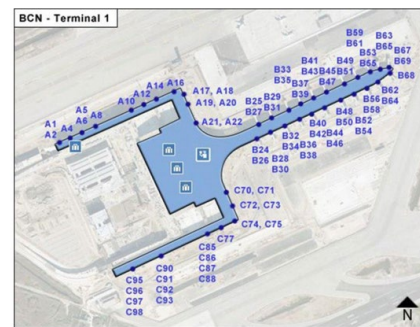 BCN - Terminal 1
A1
A2
A4
A5
A6
A8
A10
A12
A14
A16
A17, A18
A19, A20
A21, A22
B25
B27
B29
B31
B33
B35
B37
B39
B41
B43
B45
B47
B49
B51
B53
B55
B59
B61
B63
B65
B67
B69
B68
B62
B64
B56
B58
B52
B54
B48
B50
B44
B46
B40
B42
B36
B38
B32
B34
B28
B30
B24
B26
C70, C71
C72, C73
C74, C75
C77
C85
C86
C87
C88
C90
C91
C92
C93
C95
C96
C97
C98
N